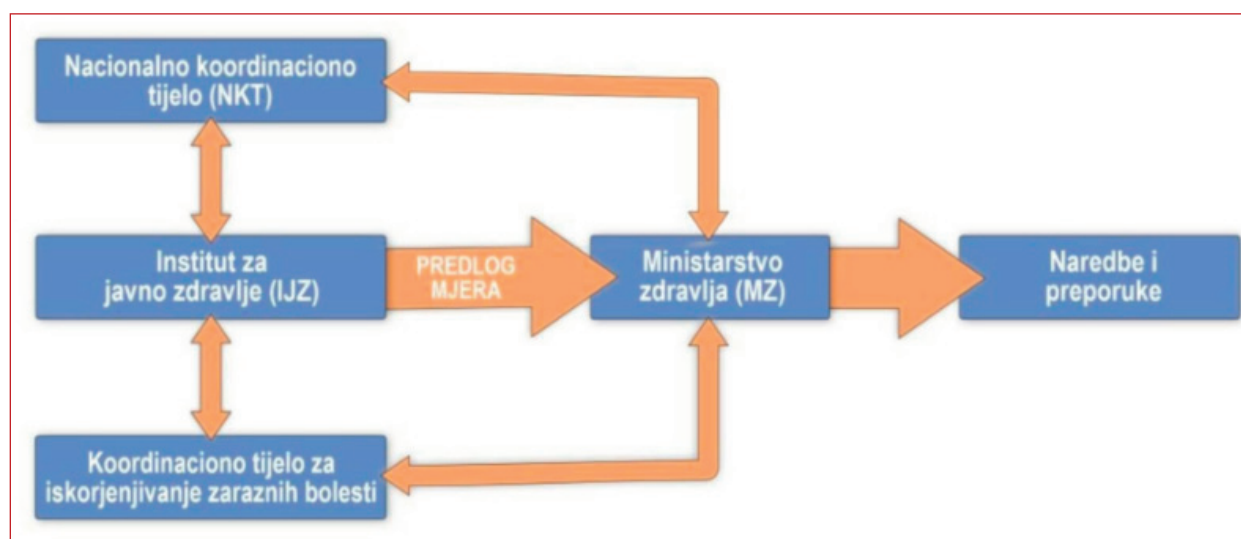 Nacionalno koordinaciono
tijelo (NKT)
Institut za
javno zdravlje (IJZ)
PREDLOG
MJERA
Ministarstvo
zdravlja (MZ)
Naredbe i
preporuke
Koordinaciono tijelo za
iskorjenjivanje zaraznih bolesti